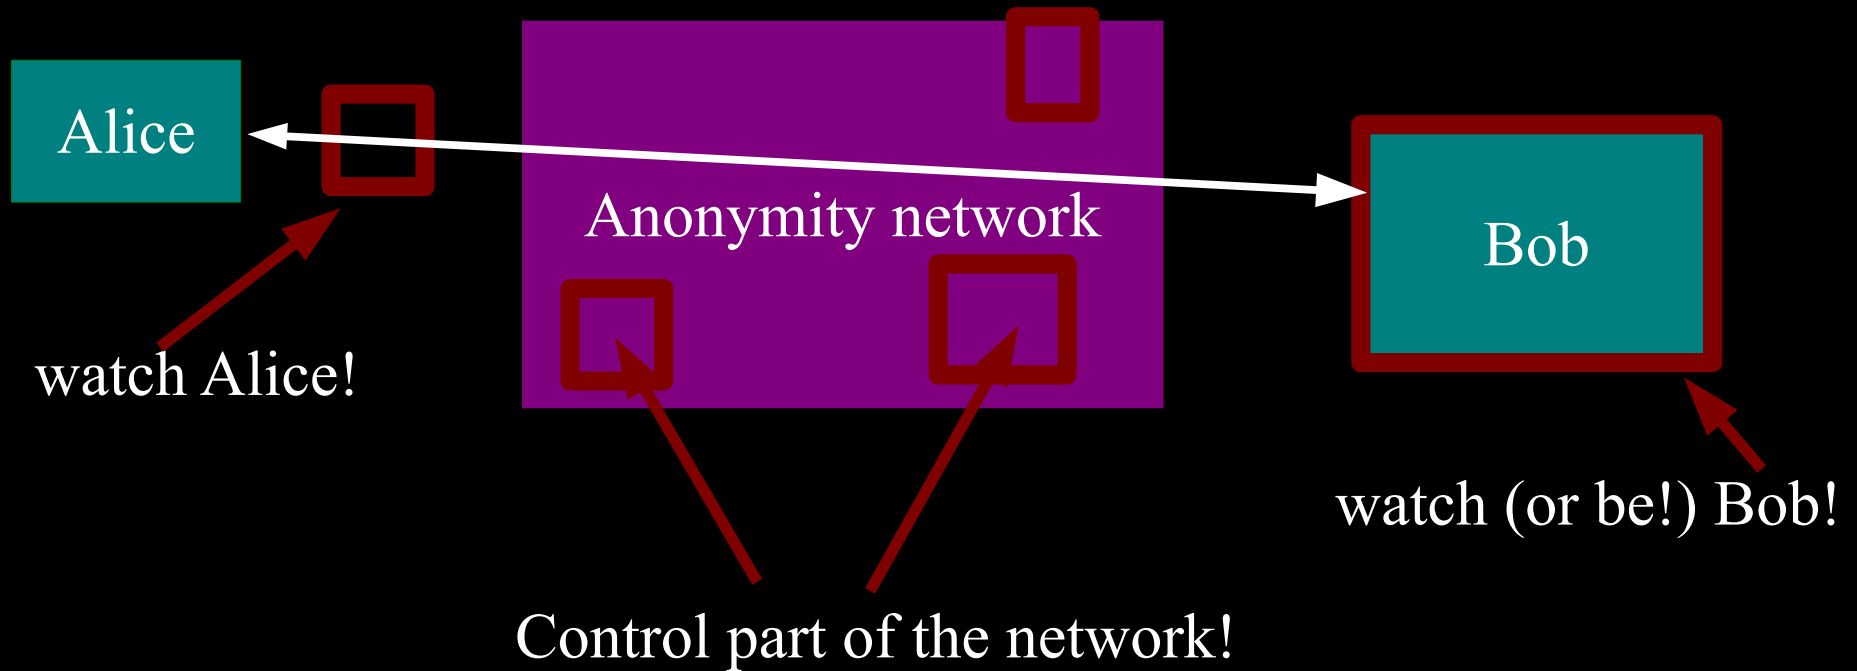 Alice
Anonymity network
Bob
watch Alice!
watch (or be!) Bob!
Control part of the network!